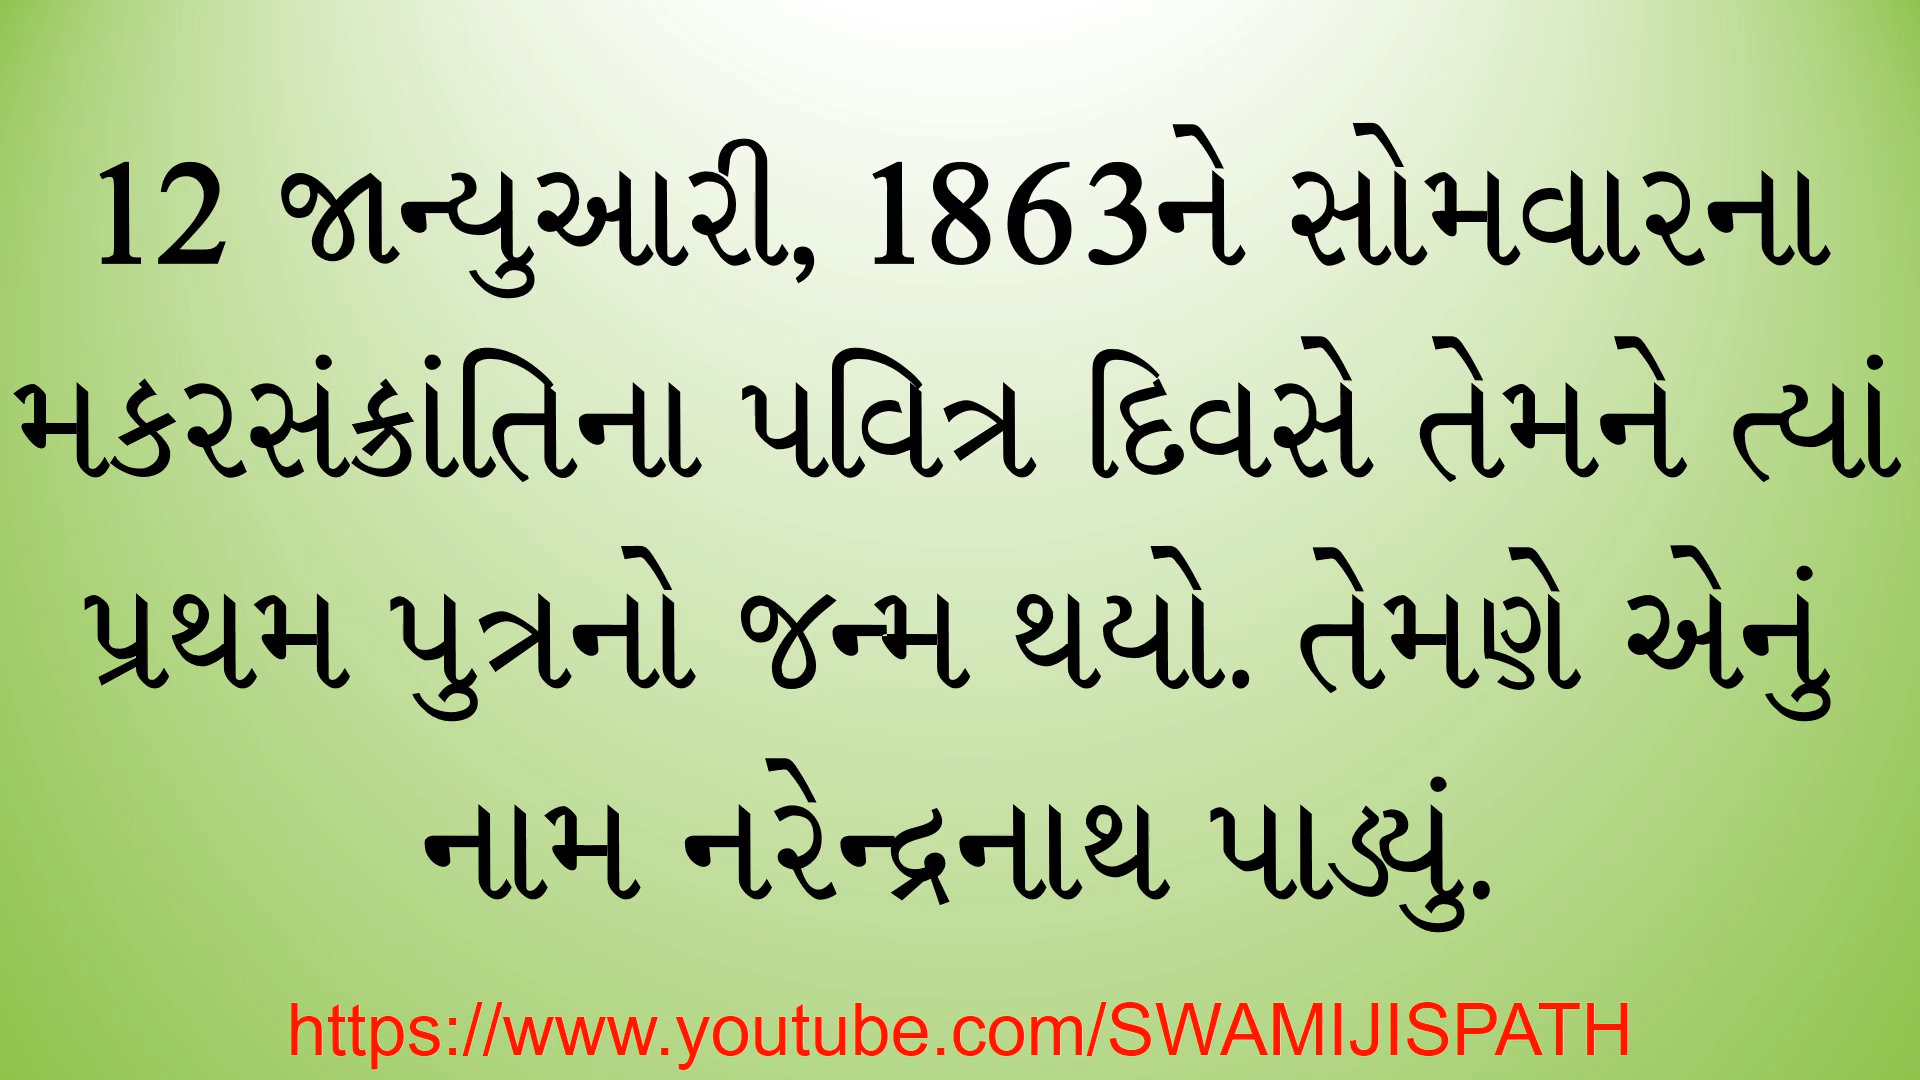 12 જાન્યુઆરી, 1863ને સોમવારના
મકરસંક્રાંતિના પવિત્ર દિવસે તેમને ત્યાં
પ્રથમ પુત્રનો જન્મ થયો. તેમણે એનું
નામ નરેન્દ્રનાથ પાડ્યું.
https://www.youtube.com/SWAMIJISPATH